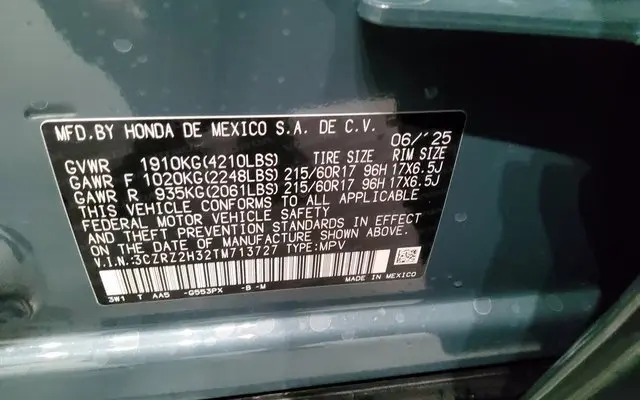 MFD.BY HONDA DE MEXICO S.A. DE C.V. 06/'25
GVWR 1910KG(4210LBS) TIRE SIZE RIM SIZE
GAWR F 1020KG(2248LBS) 215/60R17 96H 17X6.5J
GAWR R 935KG(2061LBS) 215/60R17 96H 17X6.5J
THIS VEHICLE CONFORMS TO ALL APPLICABLE
FEDERAL MOTOR VEHICLE SAFETY
AND THEFT PREVENTION STANDARDS IN EFFECT
ON THE DATE OF MANUFACTURE SHOWN ABOVE.
V.I.N.:3CZRZ2H32TM713727 TYPE:MPV
MADE IN MEXICO
3W1 T AA5 -G553PX -B -M